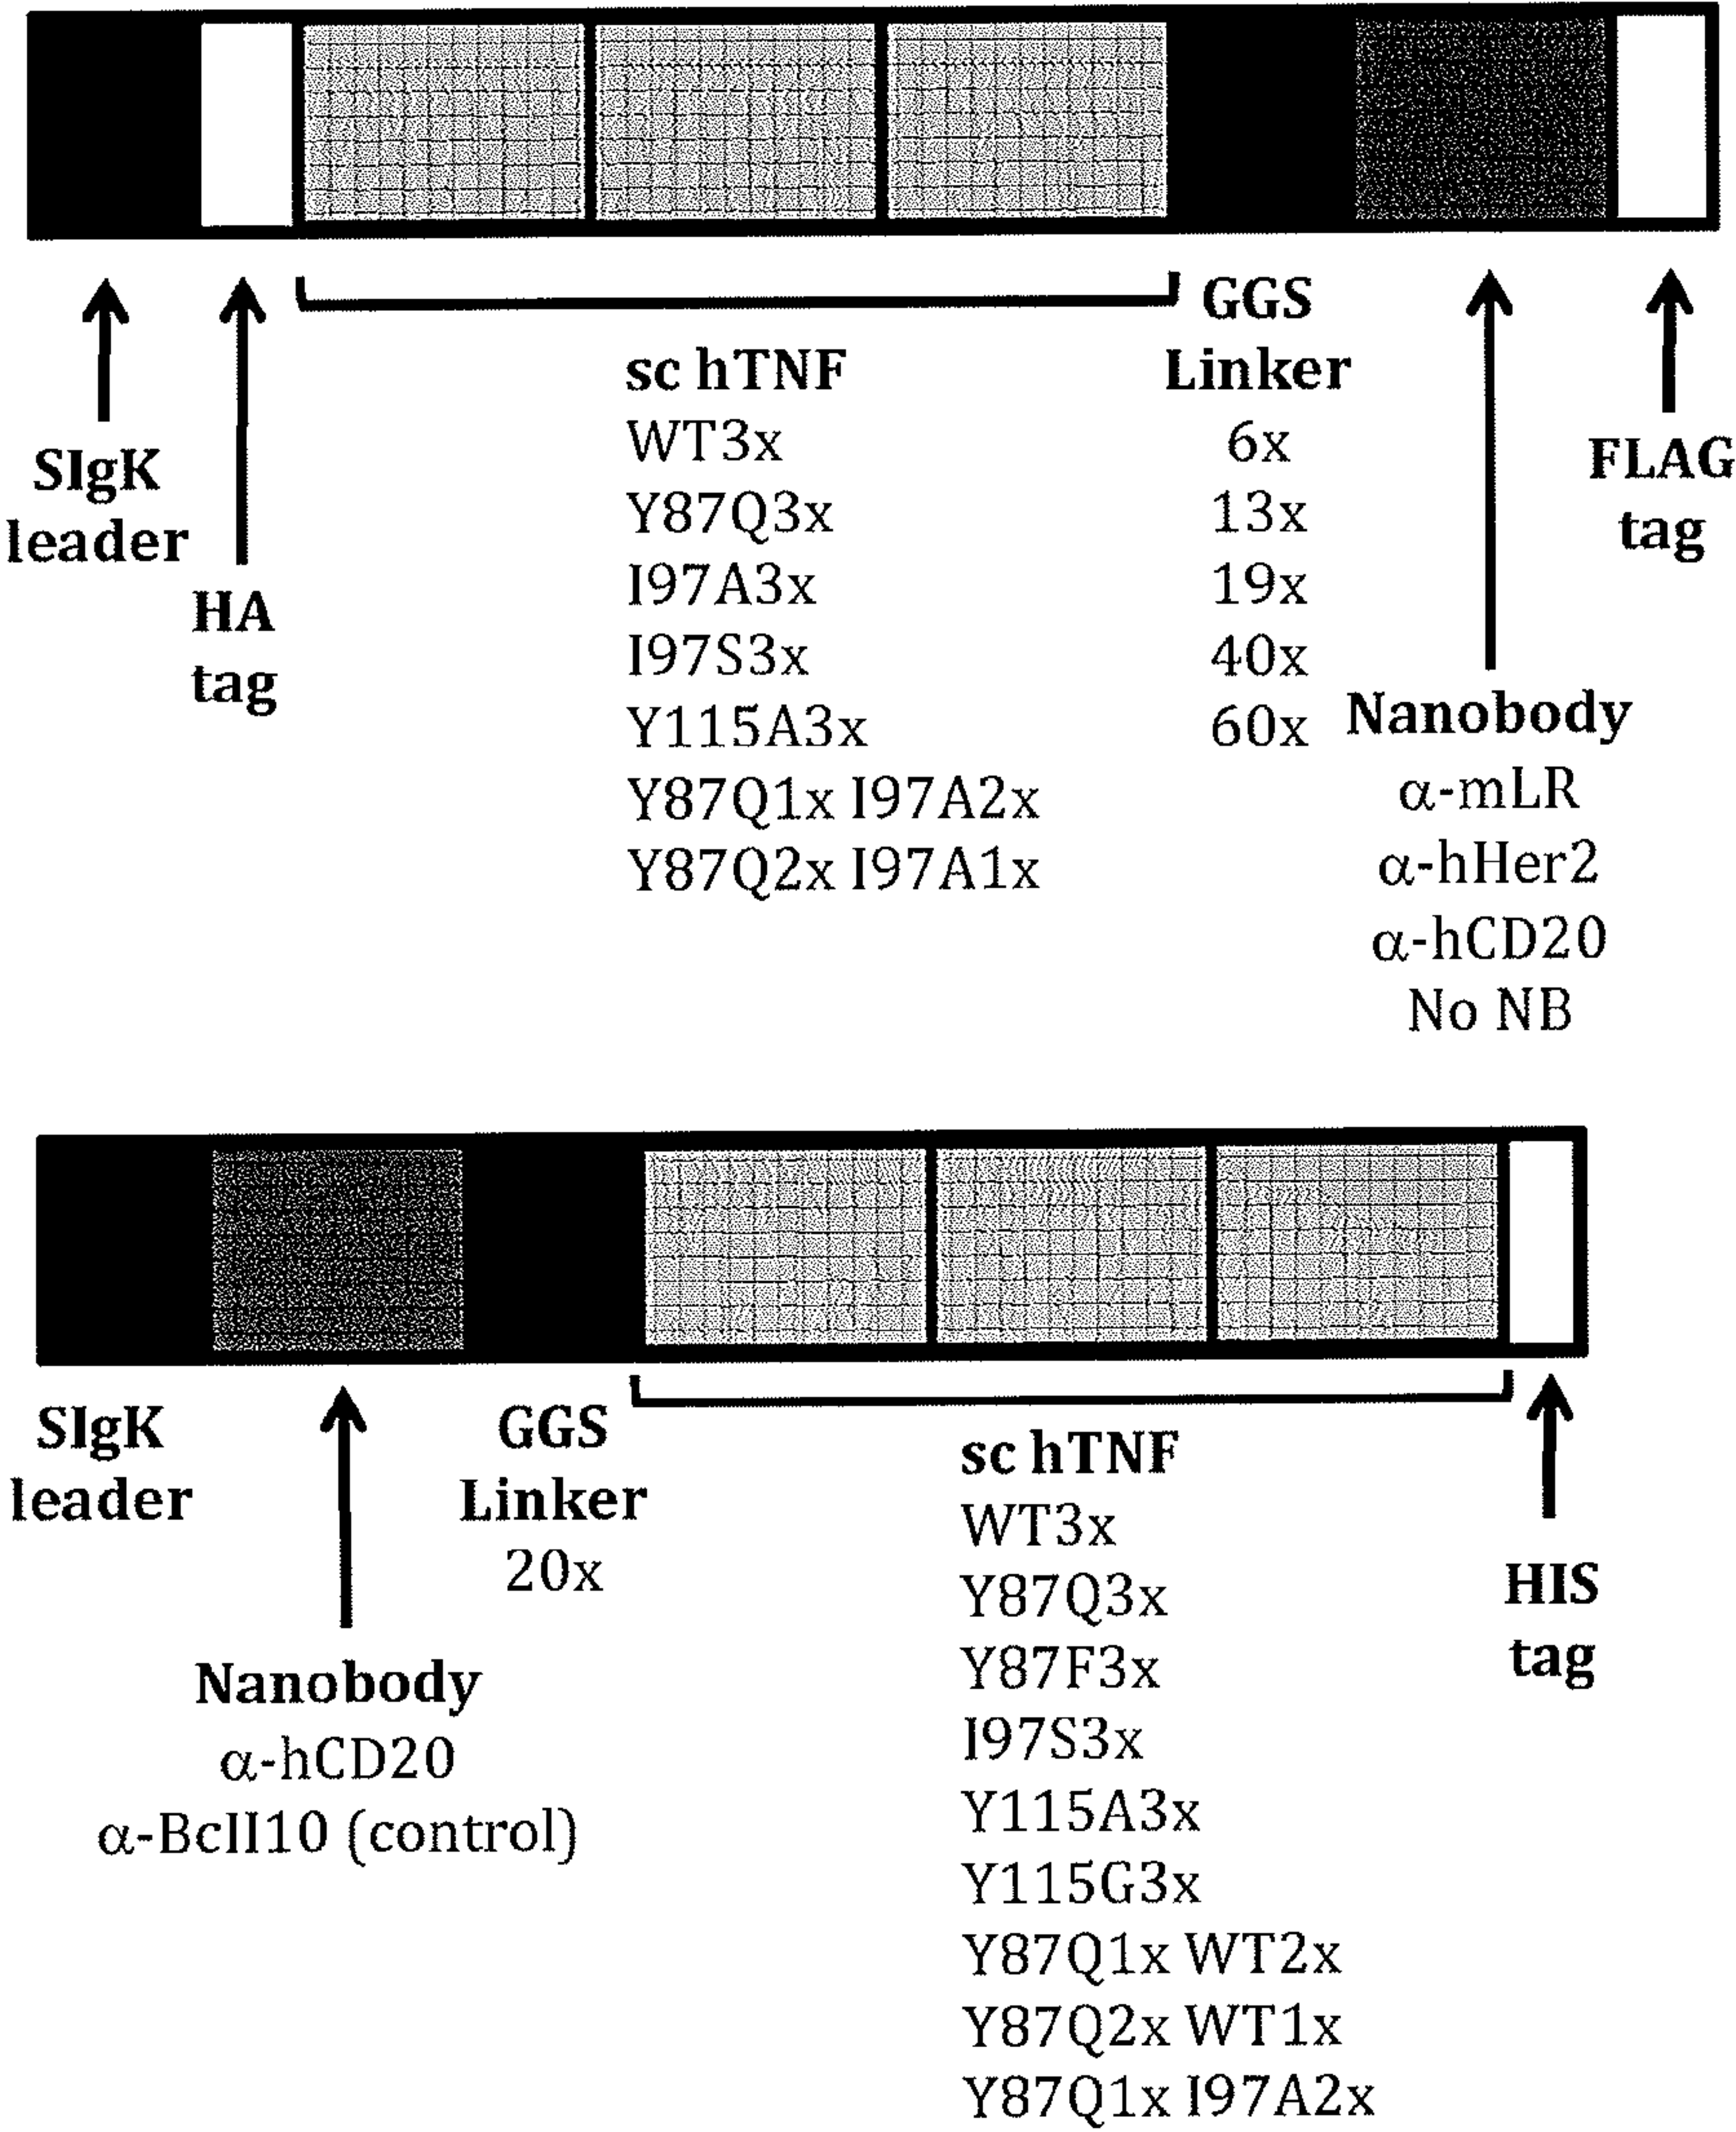 SIgK
leader
HA
tag
sc hTNF
WT3x
Y87Q3x
I97A3x
I97S3x
Y115A3x
Y87Q1x I97A2x
Y87Q2x I97A1x
GGS
Linker
6x
13x
19x
40x
60x
Nanobody
α-mLR
α-hHer2
α-hCD20
No NB
FLAG
tag
SIgK
leader
Nanobody
α-hCD20
α-BcII10 (control)
GGS
Linker
20x
sc hTNF
WT3x
Y87Q3x
Y87F3x
I97S3x
Y115A3x
Y115G3x
Y87Q1x WT2x
Y87Q2x WT1x
Y87Q1x I97A2x
HIS
tag